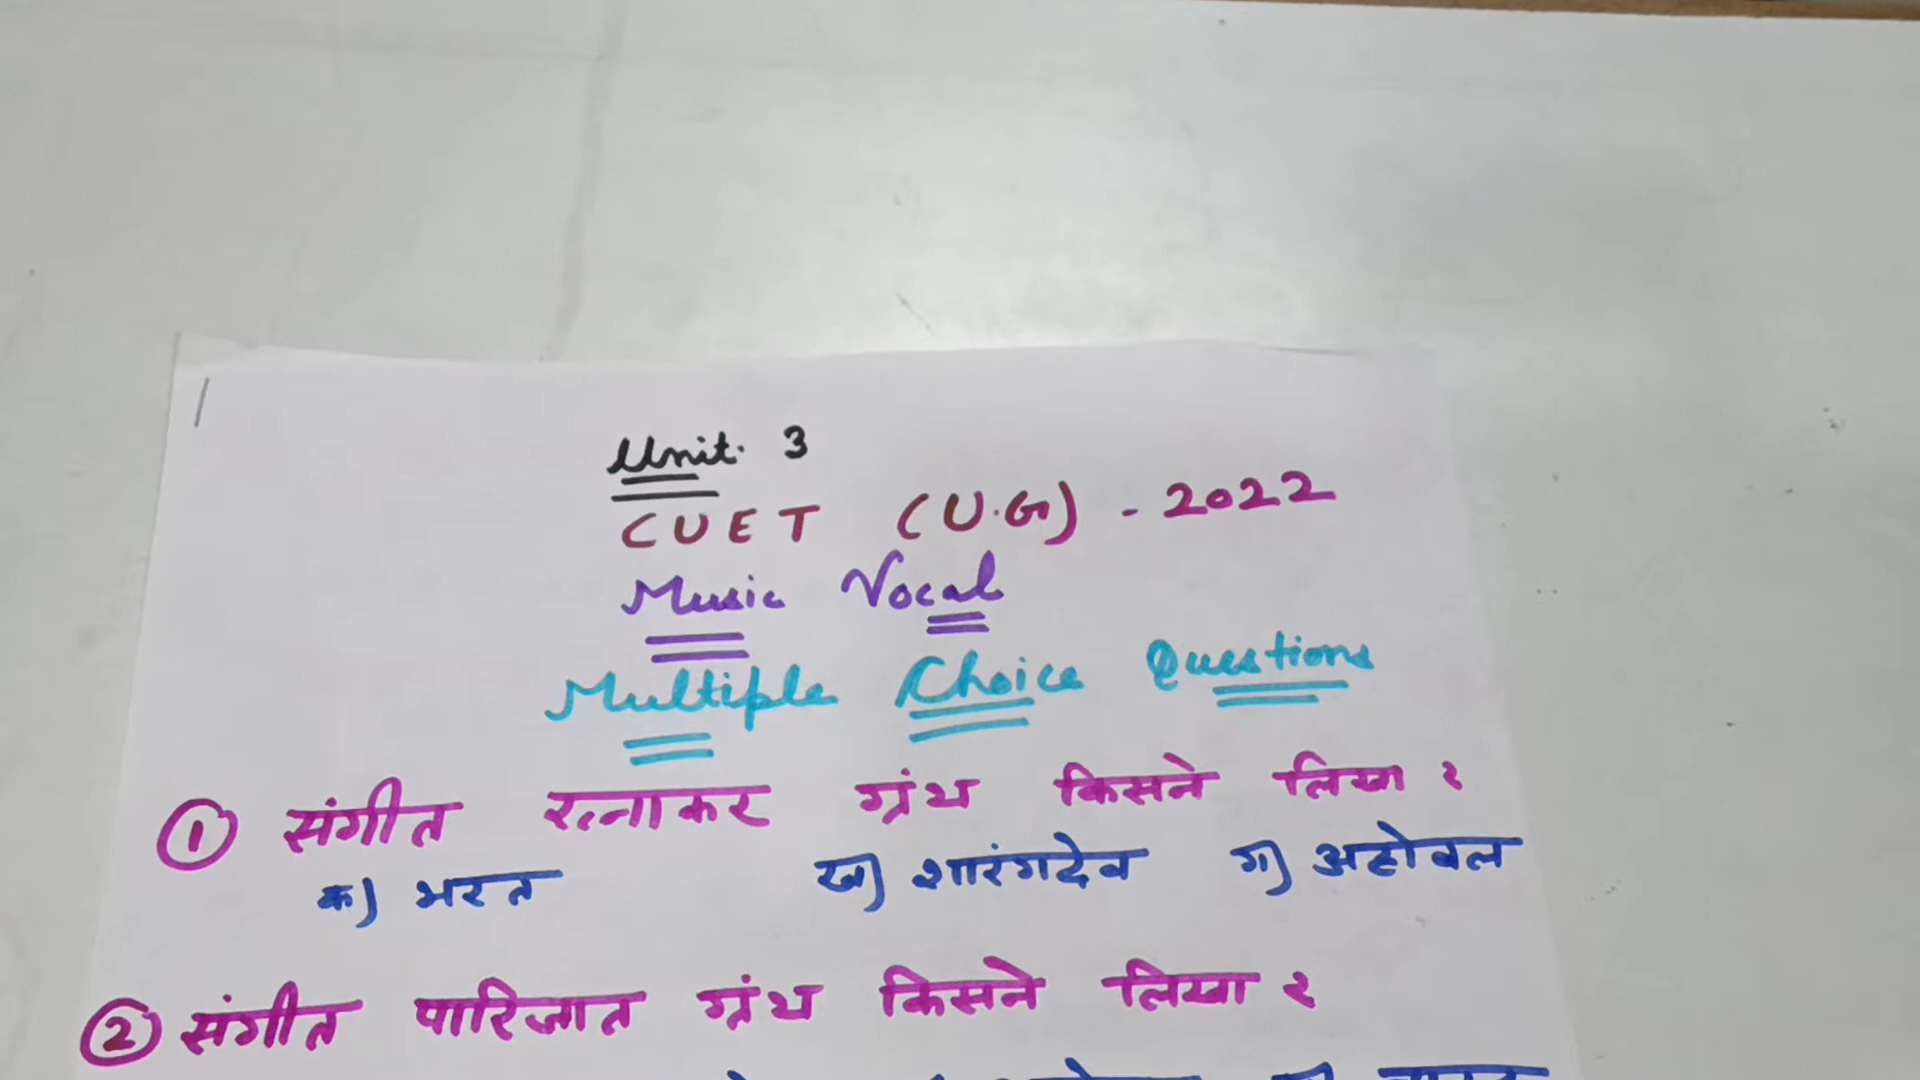 Unit. 3
CUET (U.G) - 2022
Music Vocal
Multiple Choice Questions
① संगीत रत्नाकर ग्रंथ किसने लिखा ?
क) भरत ख) शारंगदेव ग) अहोबल
② संगीत पारिजात ग्रंथ किसने लिखा ?